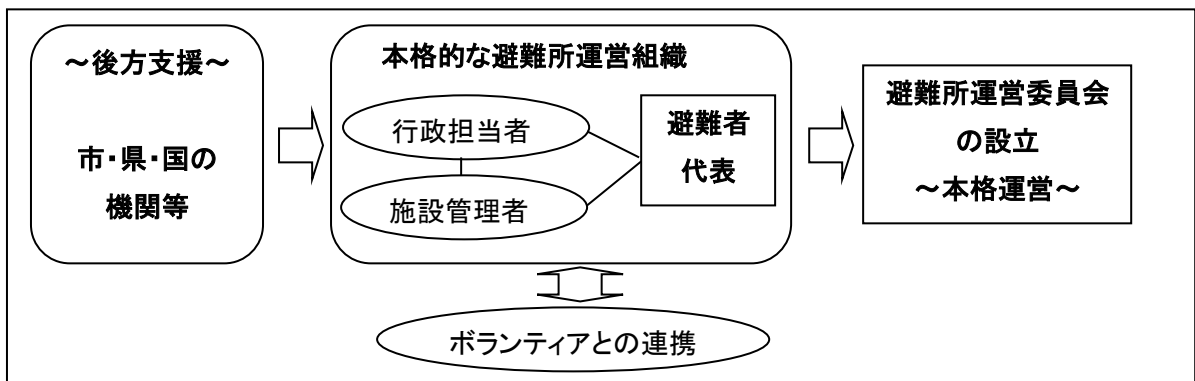 ～後方支援～
市・県・国の
機関等
本格的な避難所運営組織
行政担当者
施設管理者
避難者
代表
避難所運営委員会
の設立
～本格運営～
ボランティアとの連携